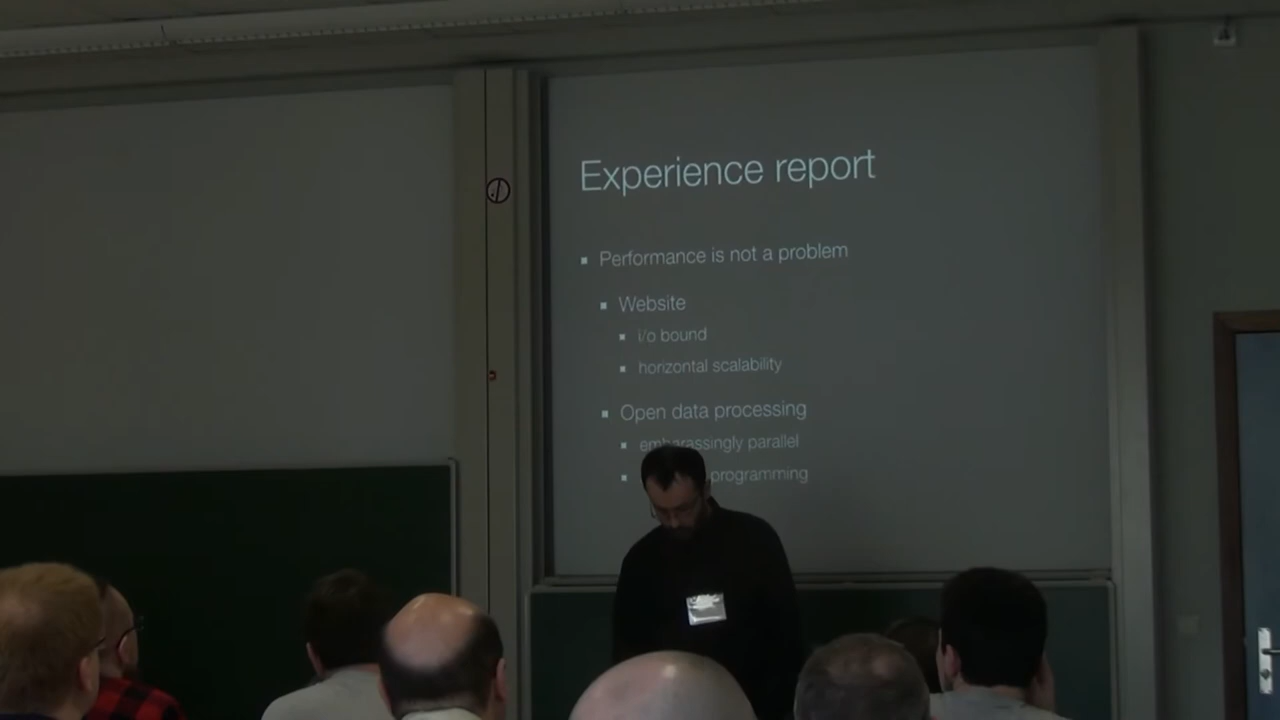 Experience report
Performance is not a problem
Website
i/o bound
horizontal scalability
Open data processing
embarassingly parallel
-programming